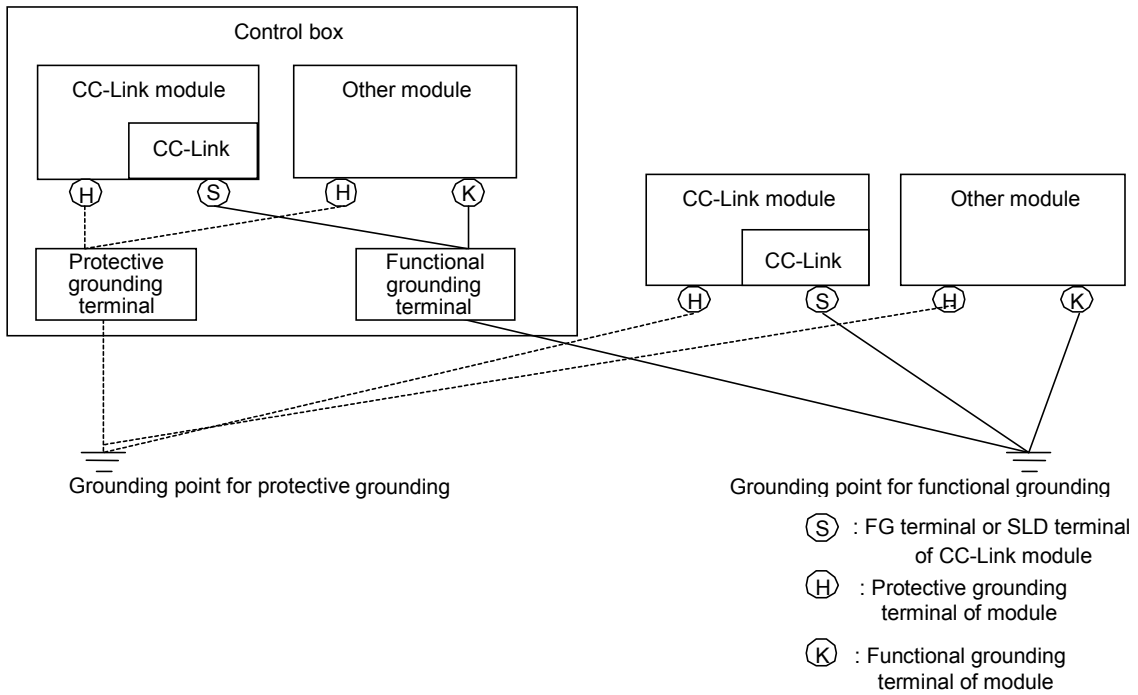 Control box
CC-Link module
Other module
CC-Link
H
S
H
K
Protective
grounding
terminal
Functional
grounding
terminal
CC-Link module
Other module
CC-Link
H
S
H
K
Grounding point for protective grounding
Grounding point for functional grounding
S : FG terminal or SLD terminal
of CC-Link module
H : Protective grounding
terminal of module
K : Functional grounding
terminal of module